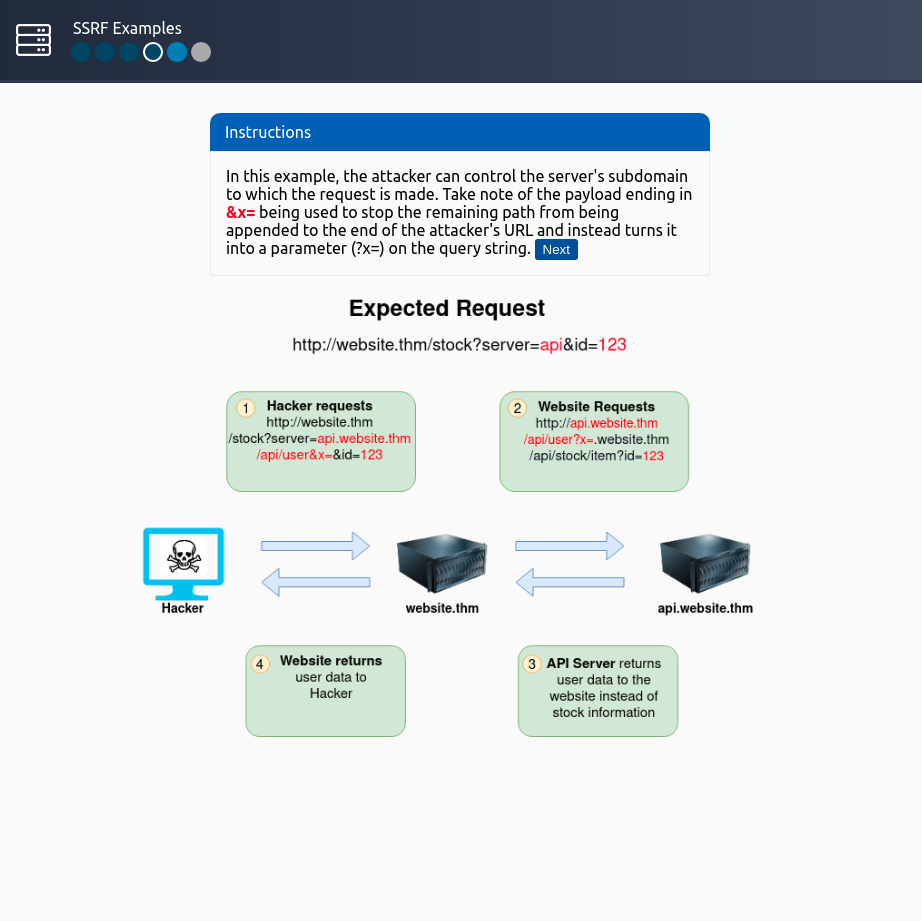 SSRF Examples
Instructions
In this example, the attacker can control the server's subdomain
to which the request is made. Take note of the payload ending in
&x= being used to stop the remaining path from being
appended to the end of the attacker's URL and instead turns it
into a parameter (?x=) on the query string. Next
Expected Request
http://website.thm/stock?server=api&id=123
1 Hacker requests
http://website.thm
/stock?server=api.website.thm
/api/user&x=&id=123
2 Website Requests
http://api.website.thm
/api/user?x=.website.thm
/api/stock/item?id=123
Hacker
website.thm
api.website.thm
4 Website returns
user data to
Hacker
3 API Server returns
user data to the
website instead of
stock information